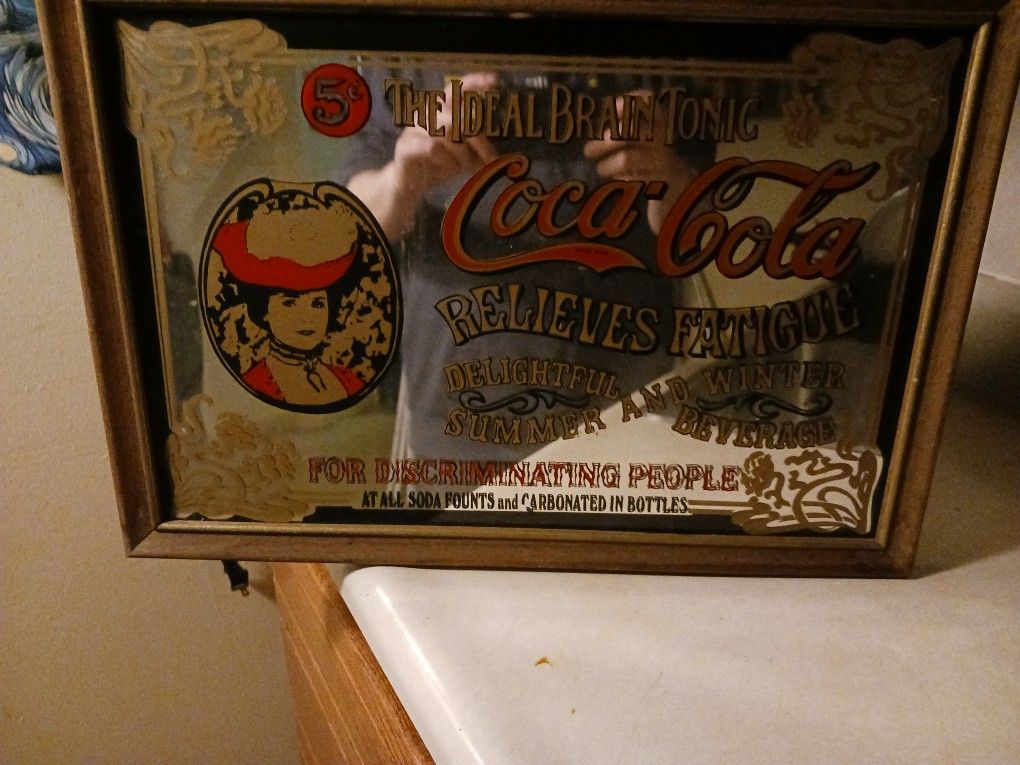 5¢ THE IDEAL BRAIN TONIC
Coca-Cola
RELIEVES FATIGUE
DELIGHTFUL
SUMMER AND WINTER
BEVERAGE
FOR DISCRIMINATING PEOPLE
AT ALL SODA FOUNTS and CARBONATED IN BOTTLES